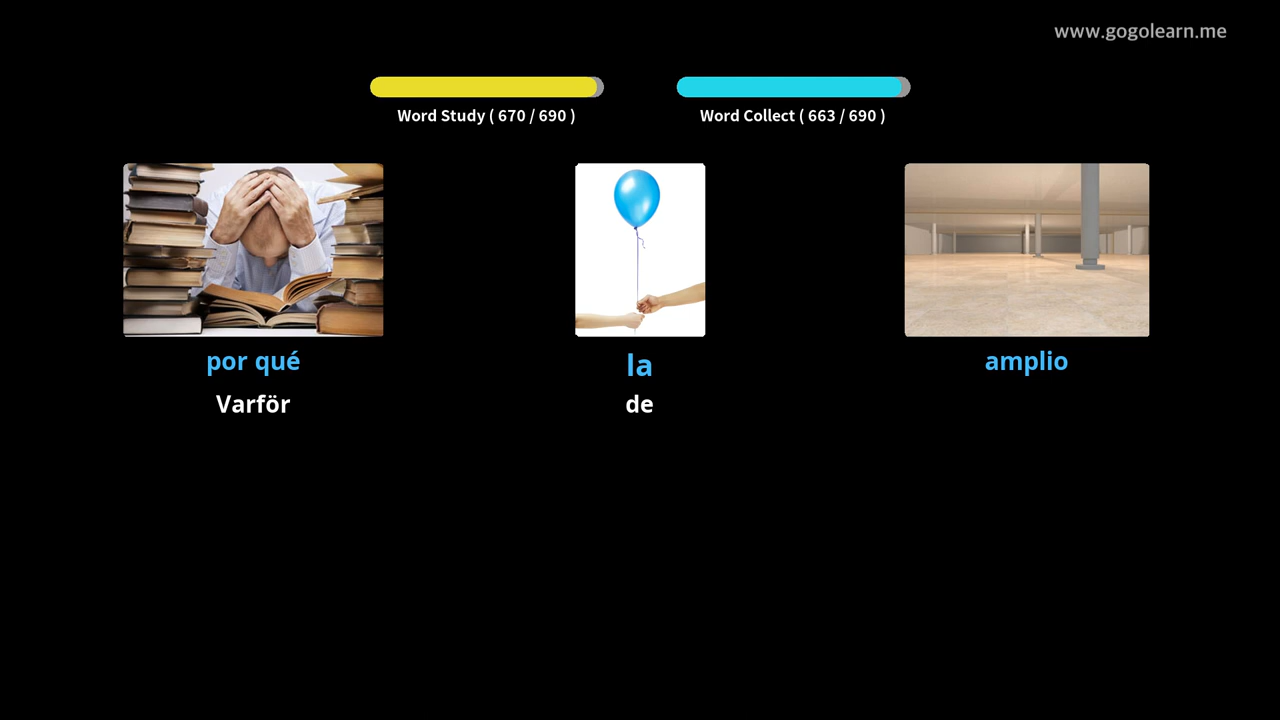 www.gogolearn.me
Word Study ( 670 / 690 )
Word Collect ( 663 / 690 )
por qué
la
amplio
Varför
de